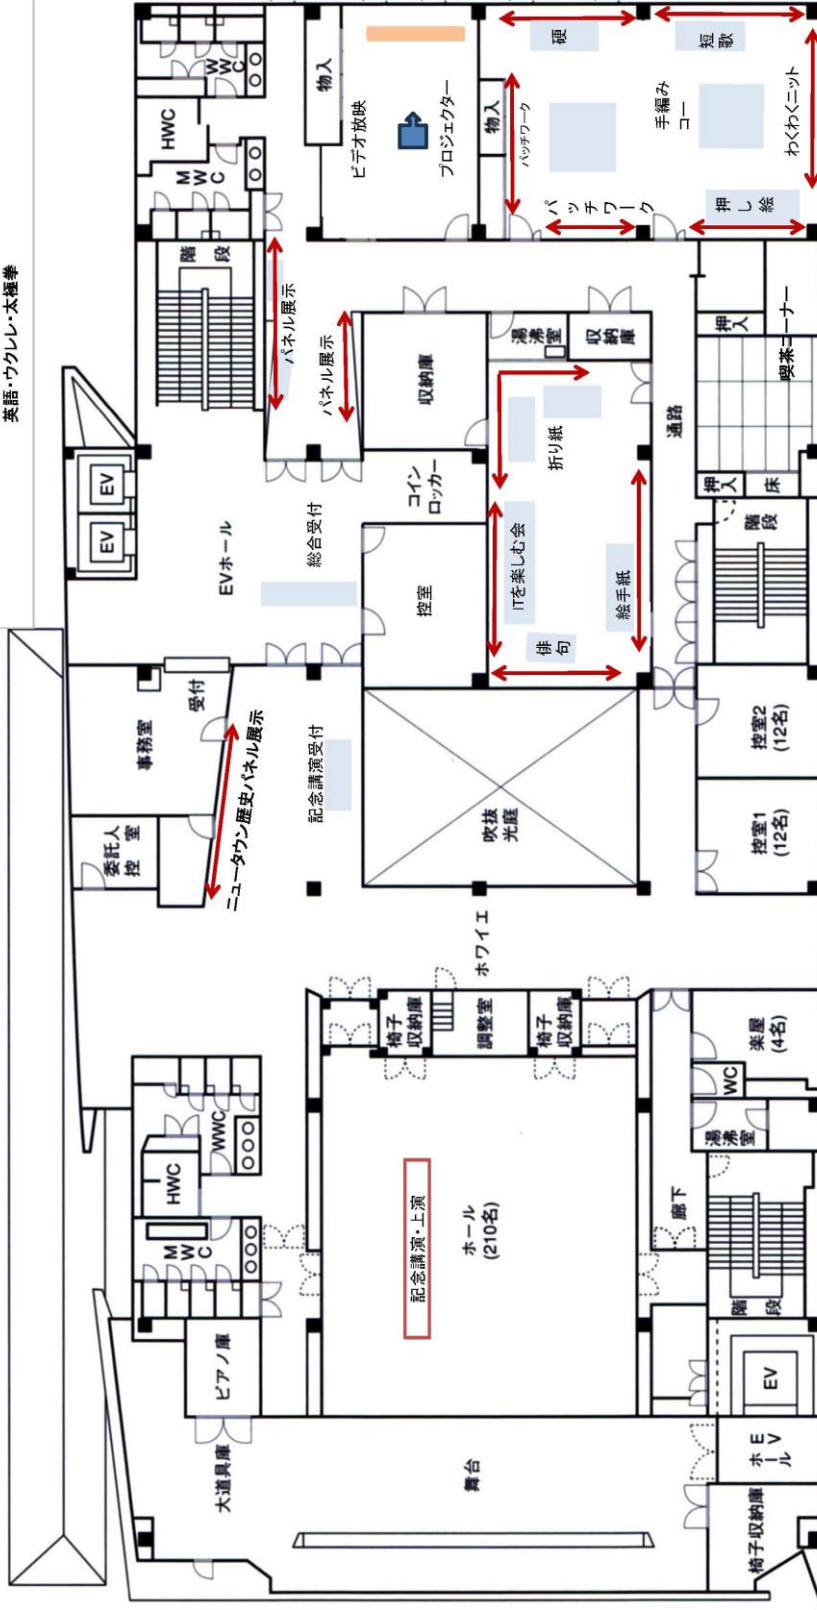 英語・ウクレレ・太極拳
EV
EV
事務室
委託人
控室
受付
ニュータウン歴史パネル展示
HWC
MWC
WWC
ピアノ庫
大道具庫
EVホール
階段
HWC
MWC
WWC
パネル展示
パネル展示
総合受付
記念講演受付
物入
ビデオ放映
プロジェクター
記念講演・上演
ホール
(210名)
舞台
椅子
収納庫
調整室
椅子
収納庫
ホワイエ
吹抜
光庭
控室
コイン
ロッカー
収納庫
湯沸室
収納庫
ITを楽しむ会
俳句
絵手紙
折り紙
物入
パッチワーク
パッチワーク
硬
短歌
手編み
コー
わくわくニット
押し絵
通路
廊下
階段
EV
EVホール
椅子収納庫
湯沸室
WC
楽屋
(4名)
控室1
(12名)
控室2
(12名)
階段
押入
床
押入
喫茶コーナー